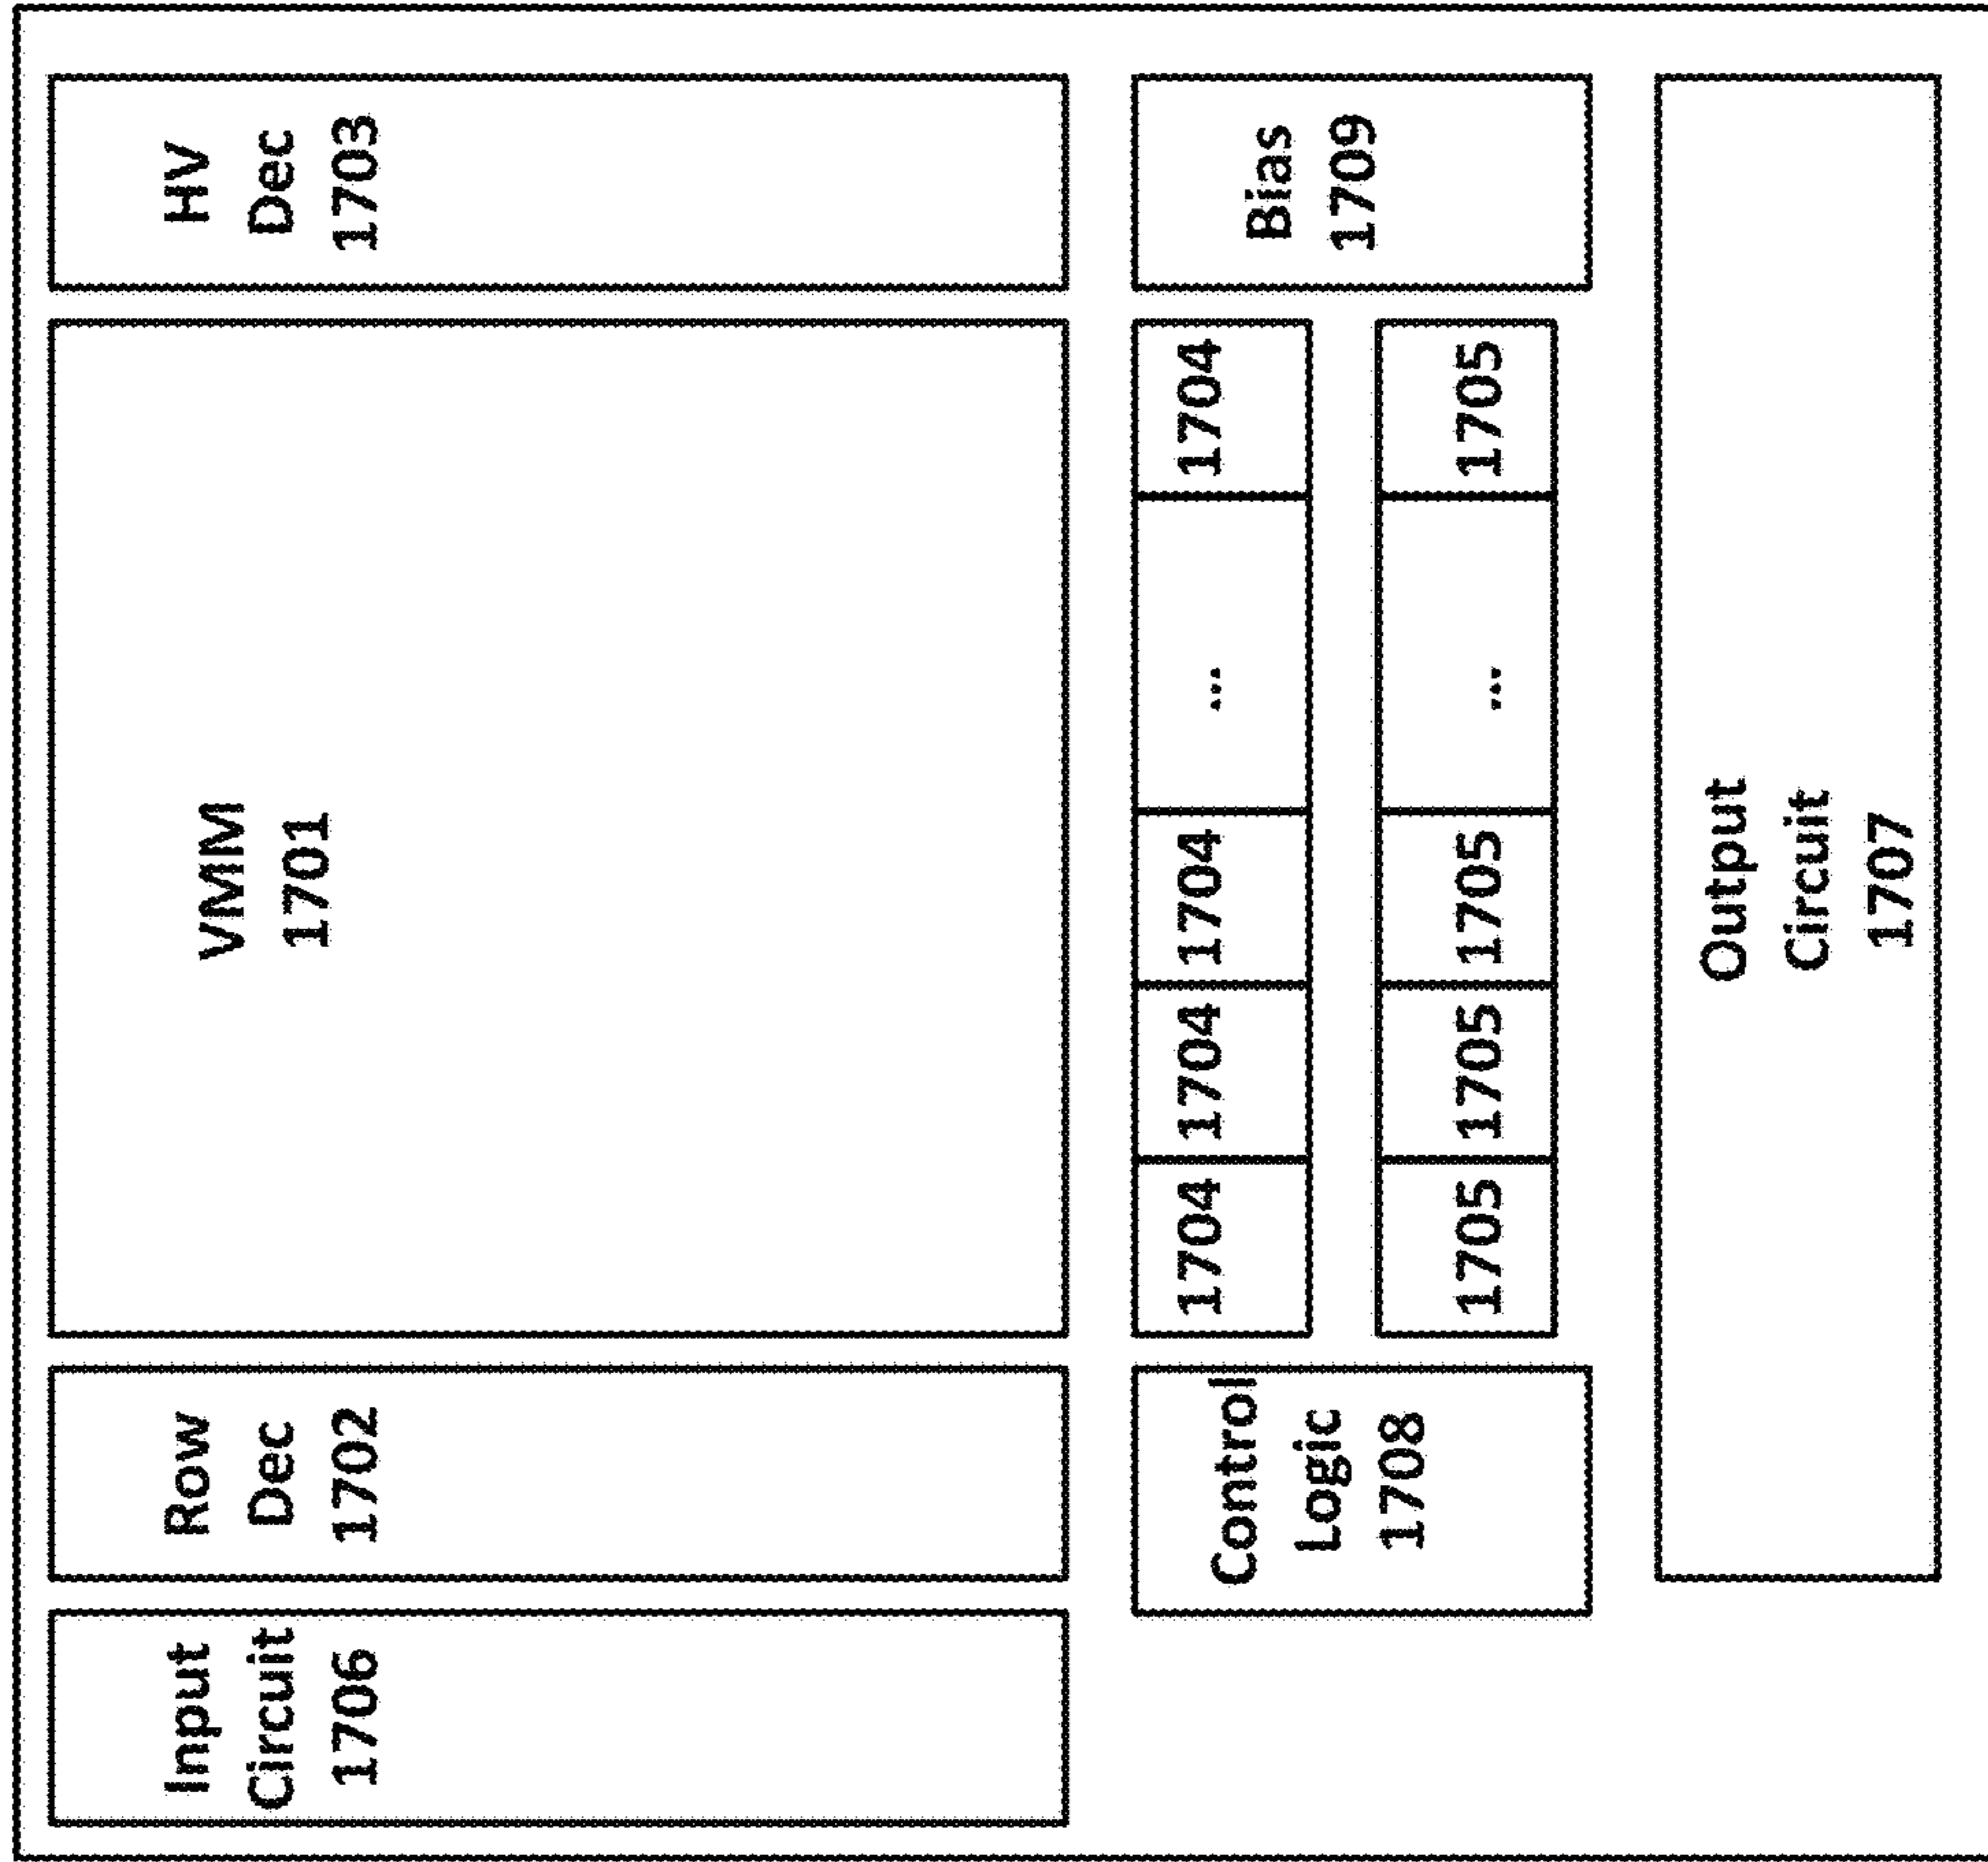 Input
Circuit
1706
Row
Dec
1702
VMM
1701
HV
Dec
1703
Control
Logic
1708
1704 1704 1704 ... 1704
1705 1705 1705 ... 1705
Bias
1709
Output
Circuit
1707